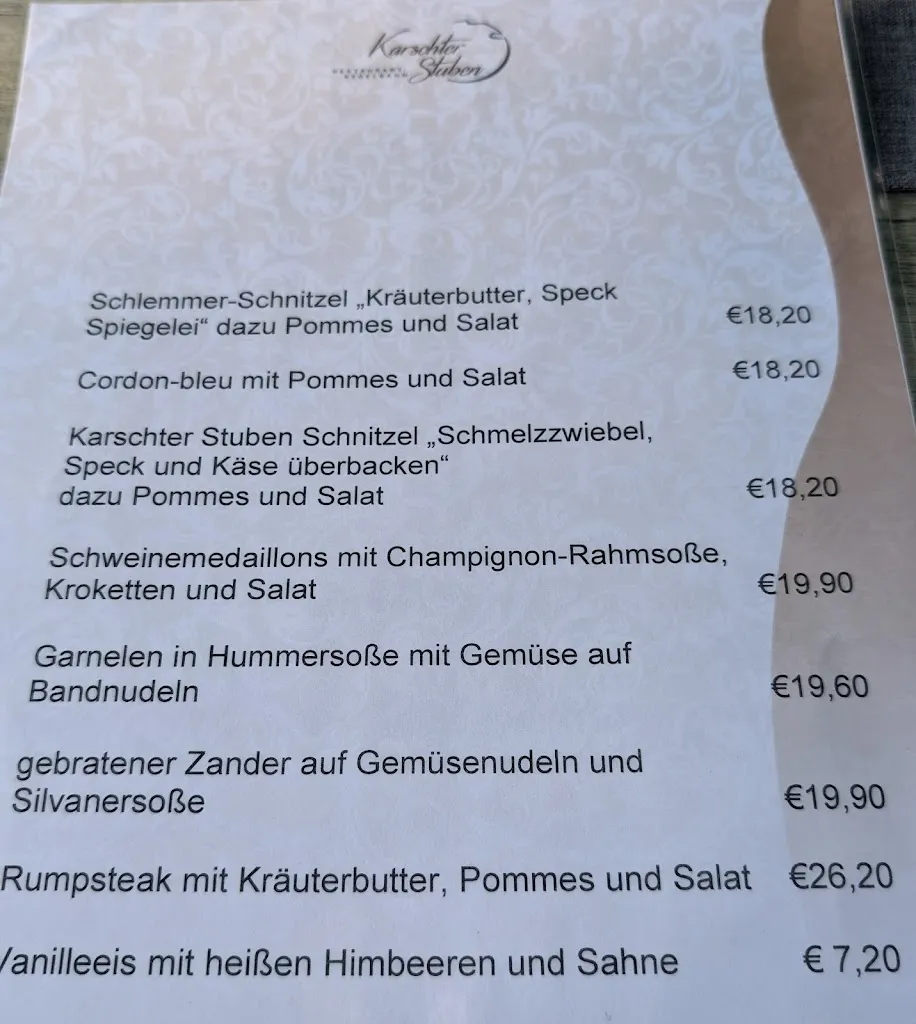 Karschter
Stuben
Schlemmer-Schnitzel „Kräuterbutter, Speck
Spiegelei“ dazu Pommes und Salat €18,20
Cordon-bleu mit Pommes und Salat €18,20
Karschter Stuben Schnitzel „Schmelzzwiebel,
Speck und Käse überbacken“
dazu Pommes und Salat €18,20
Schweinemedaillons mit Champignon-Rahmsoße,
Kroketten und Salat €19,90
Garnelen in Hummersoße mit Gemüse auf
Bandnudeln €19,60
gebratener Zander auf Gemüsenudeln und
Silvanersoße €19,90
Rumpsteak mit Kräuterbutter, Pommes und Salat €26,20
Vanilleeis mit heißen Himbeeren und Sahne € 7,20